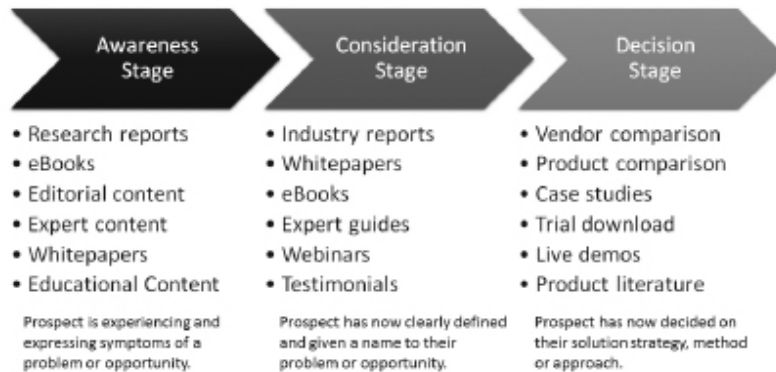 Awareness
Stage
Consideration
Stage
Decision
Stage
• Research reports
• eBooks
• Editorial content
• Expert content
• Whitepapers
• Educational Content
Prospect is experiencing and
expressing symptoms of a
problem or opportunity.
• Industry reports
• Whitepapers
• eBooks
• Expert guides
• Webinars
• Testimonials
Prospect has now clearly defined
and given a name to their
problem or opportunity.
• Vendor comparison
• Product comparison
• Case studies
• Trial download
• Live demos
• Product literature
Prospect has now decided on
their solution strategy, method
or approach.